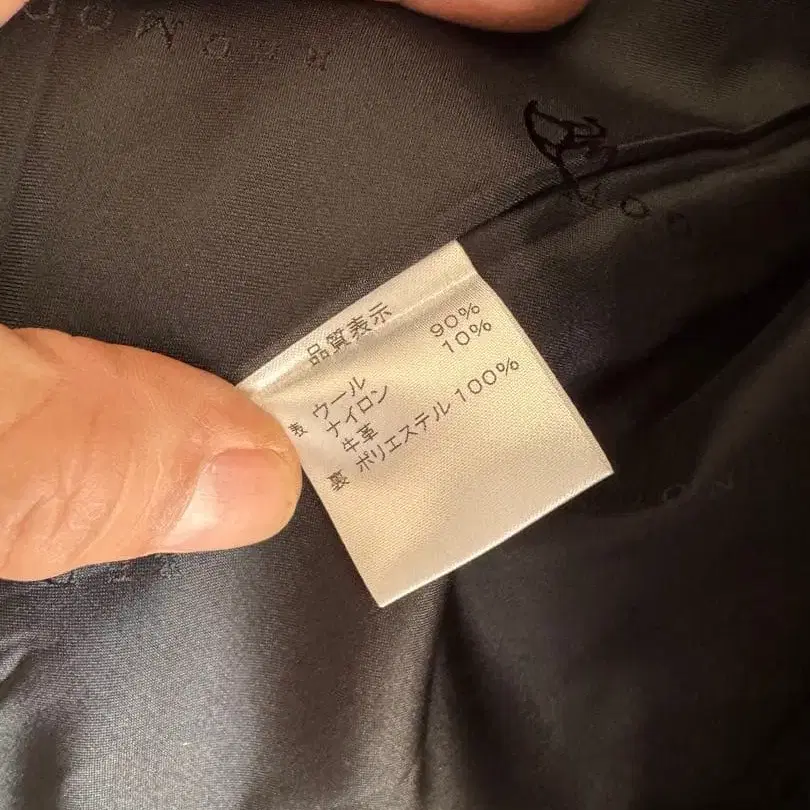 品質表示
表 ウール 90%
ナイロン 10%
牛革
裏 ポリエステル 100%